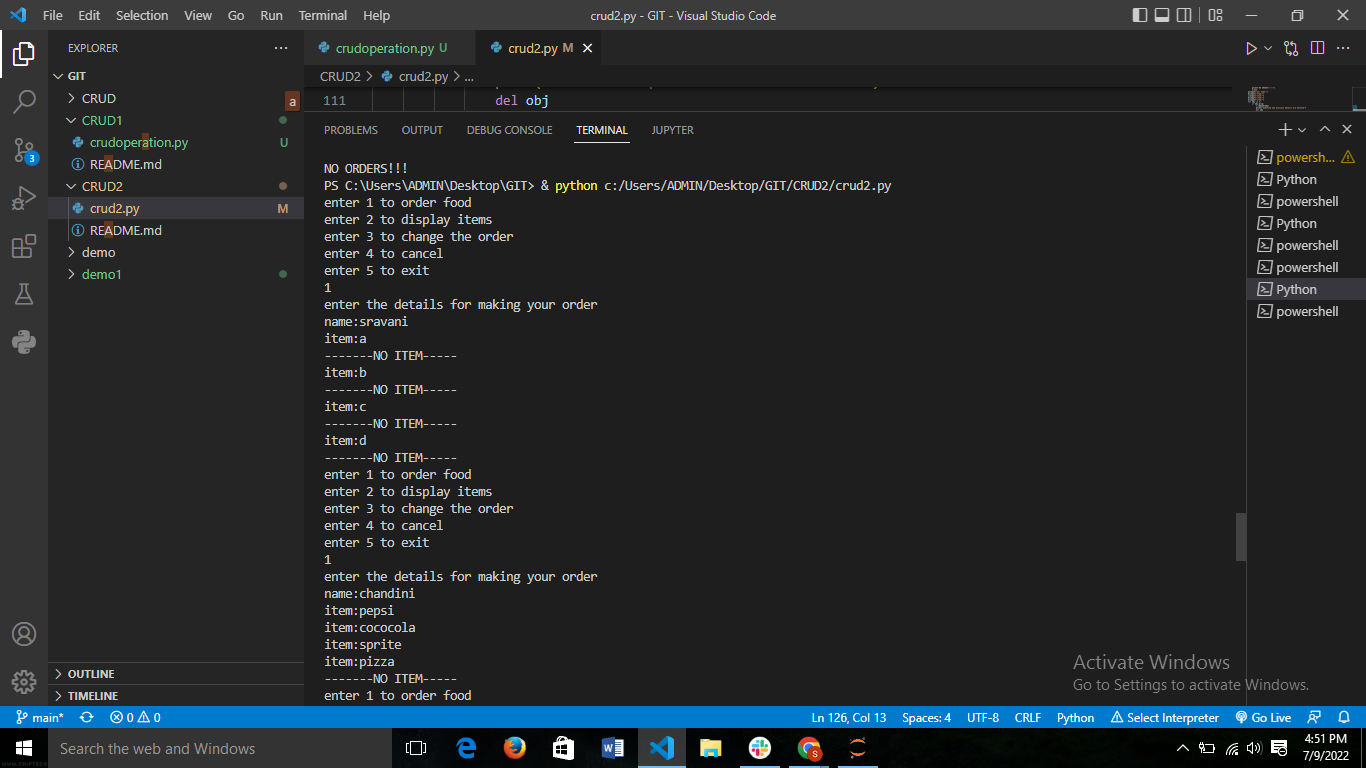 File Edit Selection View Go Run Terminal Help
crud2.py - GIT - Visual Studio Code
EXPLORER
GIT
CRUD
a
CRUD1
crudoperation.py U
README.md
CRUD2
crud2.py M
README.md
demo
demo1
OUTLINE
TIMELINE
3
crudoperation.py U
crud2.py M
CRUD2 > crud2.py > ...
111 del obj
PROBLEMS OUTPUT DEBUG CONSOLE TERMINAL JUPYTER
NO ORDERS!!!
PS C:\Users\ADMIN\Desktop\GIT> & python c:/Users/ADMIN/Desktop/GIT/CRUD2/crud2.py
enter 1 to order food
enter 2 to display items
enter 3 to change the order
enter 4 to cancel
enter 5 to exit
1
enter the details for making your order
name:sravani
item:a
-------NO ITEM-----
item:b
-------NO ITEM-----
item:c
-------NO ITEM-----
item:d
-------NO ITEM-----
enter 1 to order food
enter 2 to display items
enter 3 to change the order
enter 4 to cancel
enter 5 to exit
1
enter the details for making your order
name:chandini
item:pepsi
item:cococola
item:sprite
item:pizza
-------NO ITEM-----
enter 1 to order food
powersh...
Python
powershell
Python
powershell
powershell
Python
powershell
Activate Windows
Go to Settings to activate Windows.
main* 0 0
Ln 126, Col 13 Spaces: 4 UTF-8 CRLF Python Select Interpreter Go Live
Search the web and Windows
4:51 PM
7/9/2022